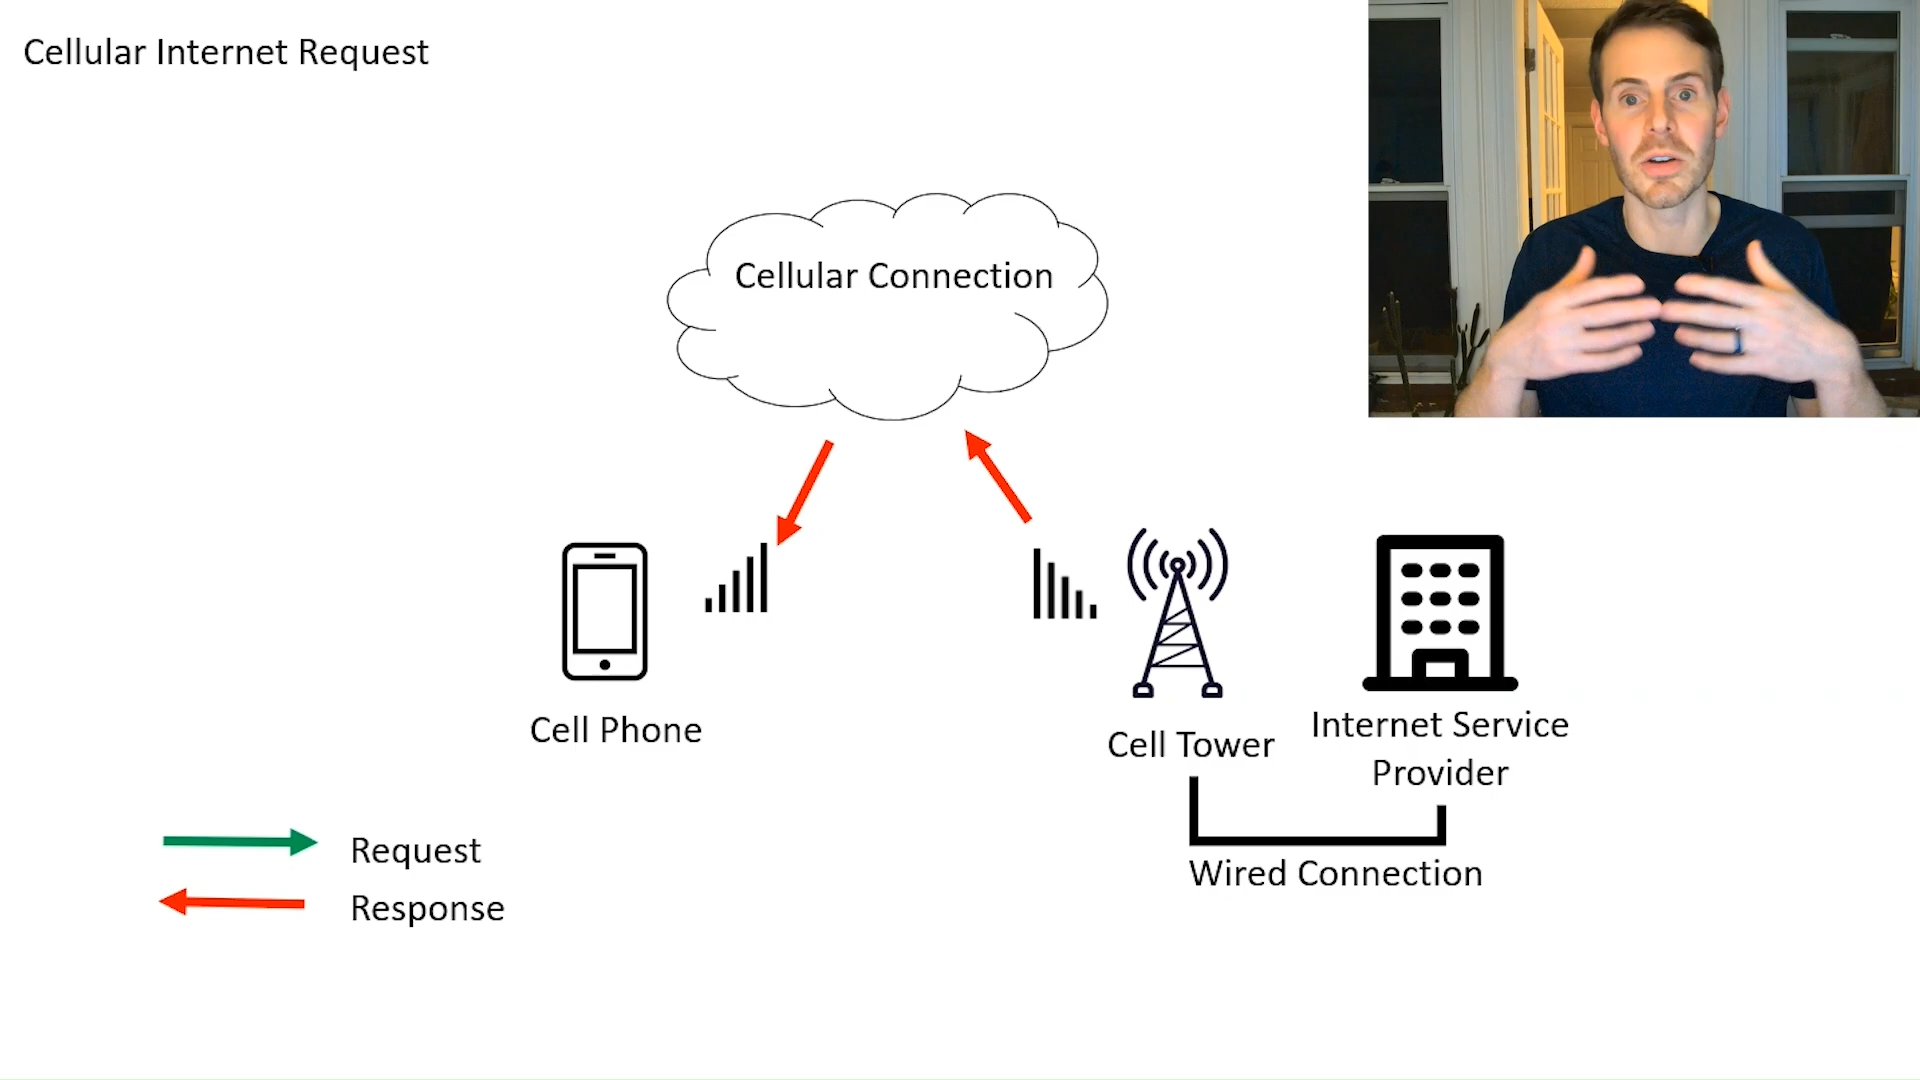 Cellular Internet Request
Cellular Connection
Cell Phone
Cell Tower
Internet Service
Provider
Wired Connection
Request
Response